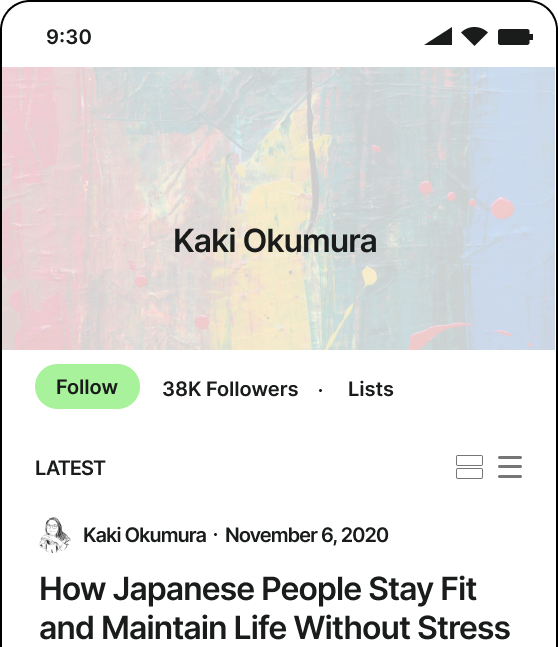 9:30
Kaki Okumura
Follow 38K Followers · Lists
LATEST
Kaki Okumura · November 6, 2020
How Japanese People Stay Fit
and Maintain Life Without Stress